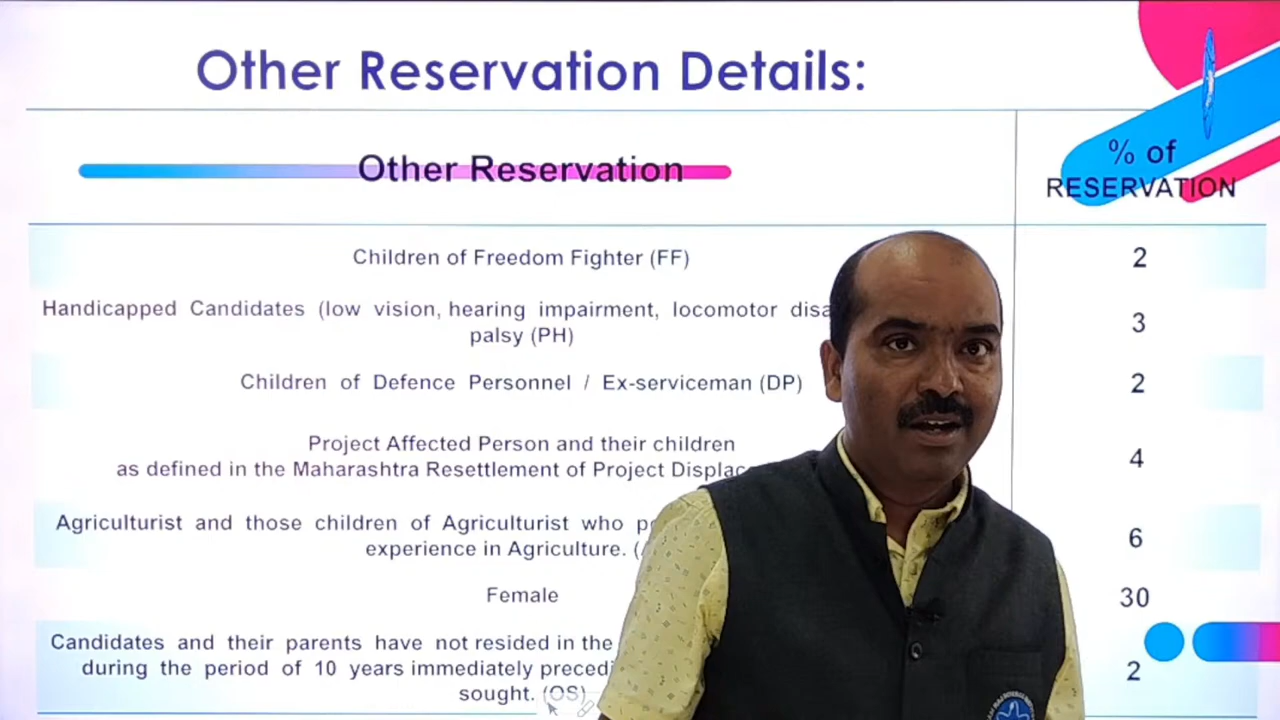 Other Reservation Details:
Other Reservation
% of
RESERVATION
Children of Freedom Fighter (FF)
2
Handicapped Candidates (low vision, hearing impairment, locomotor
palsy (PH)
3
Children of Defence Personnel / Ex-serviceman (DP)
2
Project Affected Person and their children
as defined in the Maharashtra Resettlement of Project
4
Agriculturist and those children of Agriculturist who
experience in Agriculture.
6
Female
30
Candidates and their parents have not resided in the
during the period of 10 years immediately
sought. (OS)
2